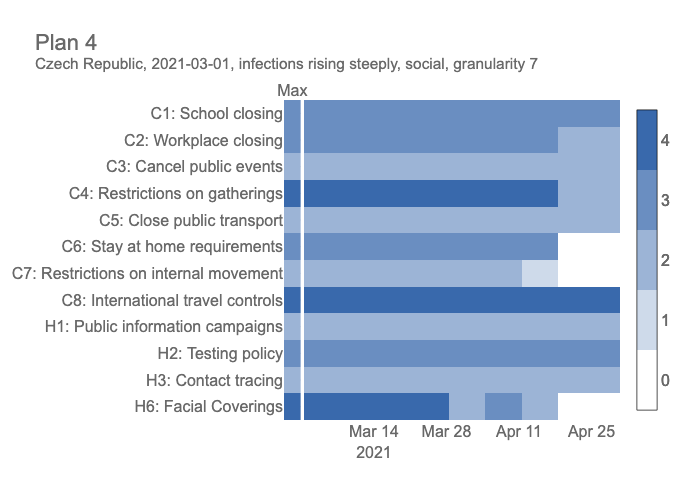 Plan 4
Czech Republic, 2021-03-01, infections rising steeply, social, granularity 7
Max
C1: School closing
C2: Workplace closing
C3: Cancel public events
C4: Restrictions on gatherings
C5: Close public transport
C6: Stay at home requirements
C7: Restrictions on internal movement
C8: International travel controls
H1: Public information campaigns
H2: Testing policy
H3: Contact tracing
H6: Facial Coverings
4
3
2
1
0
Mar 14 Mar 28 Apr 11 Apr 25
2021